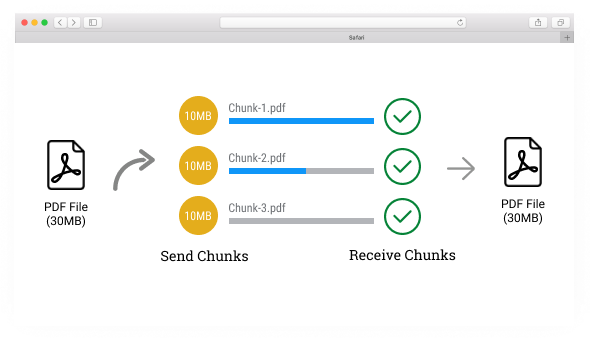 Safari
Chunk-1.pdf
10MB
Chunk-2.pdf
10MB
PDF File
(30MB)
Chunk-3.pdf
10MB
PDF File
(30MB)
Send Chunks
Receive Chunks